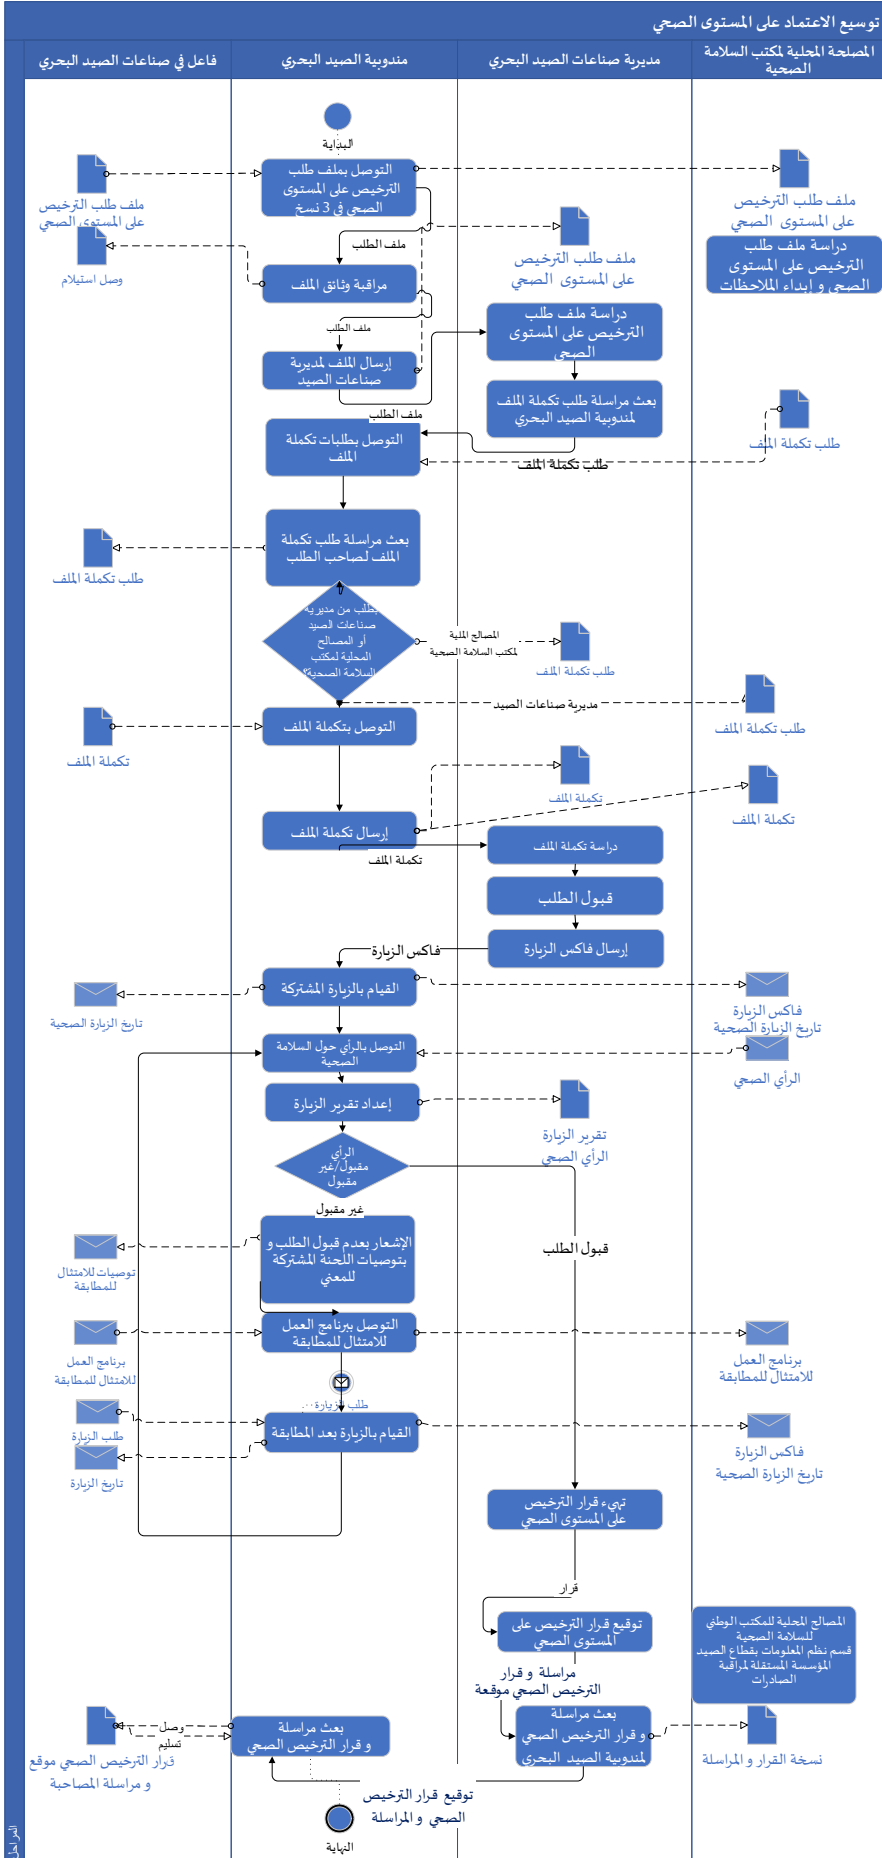 توسيع الاعتماد على المستوى الصحي
المصلحة المحلية لمكتب السلامة
الصحية
مديرية صناعات الصيد البحري
مندوبية الصيد البحري
فاعل في صناعات الصيد البحري
البداية
التوصل بملف طلب
الترخيص على المستوى
الصحي في 3 نسخ
ملف طلب الترخيص
على المستوى الصحي
ملف طلب الترخيص
على المستوى الصحي
دراسة ملف طلب
الترخيص على المستوى
الصحي و إبداء الملاحظات
ملف طلب الترخيص
على المستوى الصحي
ملف الطلب
مراقبة وثائق الملف
وصل استيلام
دراسة ملف طلب
الترخيص على المستوى
الصحي
ملف الطلب
إرسال الملف لمديرية
صناعات الصيد
بعث مراسلة طلب تكملة الملف
لمندوبية الصيد البحري
ملف الطلب
التوصل بطلبات تكملة
الملف
طلب تكملة الملف
طلب تكملة الملف
بعث مراسلة طلب تكملة
الملف لصاحب الطلب
طلب تكملة الملف
بطلب من مديرية
صناعات الصيد
أو المصالح
المحلية لمكتب
السلامة الصحية؟
المصالح الملية
لمكتب السلامة الصحية
طلب تكملة الملف
مديرية صناعات الصيد
طلب تكملة الملف
التوصل بتكملة الملف
تكملة الملف
تكملة الملف
تكملة الملف
إرسال تكملة الملف
تكملة الملف
دراسة تكملة الملف
قبول الطلب
إرسال فاكس الزيارة
فاكس الزيارة
القيام بالزيارة المشتركة
تاريخ الزيارة الصحية
فاكس الزيارة
تاريخ الزيارة الصحية
التوصل بالرأي حول السلامة
الصحية
الرأي الصحي
إعداد تقرير الزيارة
تقرير الزيارة
الرأي الصحي
الرأي
مقبول/غير
مقبول
غير مقبول
قبول الطلب
الإشعار بعدم قبول الطلب و
بتوصيات اللجنة المشتركة
للمعني
توصيات للامتثال
للمطابقة
التوصل ببرنامج العمل
للامتثال للمطابقة
برنامج العمل
للامتثال للمطابقة
برنامج العمل
للامتثال للمطابقة
طلب الزيارة
طلب الزيارة
القيام بالزيارة بعد المطابقة
تاريخ الزيارة
فاكس الزيارة
تاريخ الزيارة الصحية
تهيء قرار الترخيص
على المستوى الصحي
قرار
توقيع قرار الترخيص على
المستوى الصحي
المصالح المحلية للمكتب الوطني
للسلامة الصحية
قسم نظم المعلومات بقطاع الصيد
المؤسسة المستقلة لمراقبة
الصادرات
مراسلة و قرار
الترخيص الصحي موقعة
بعث مراسلة
و قرار الترخيص الصحي
لمندوبية الصيد البحري
نسخة القرار و المراسلة
بعث مراسلة
و قرار الترخيص الصحي
وصل
تسليم
قرار الترخيص الصحي موقع
و مراسلة المصاحبة
توقيع قرار الترخيص
الصحي و المراسلة
النهاية
المراحل